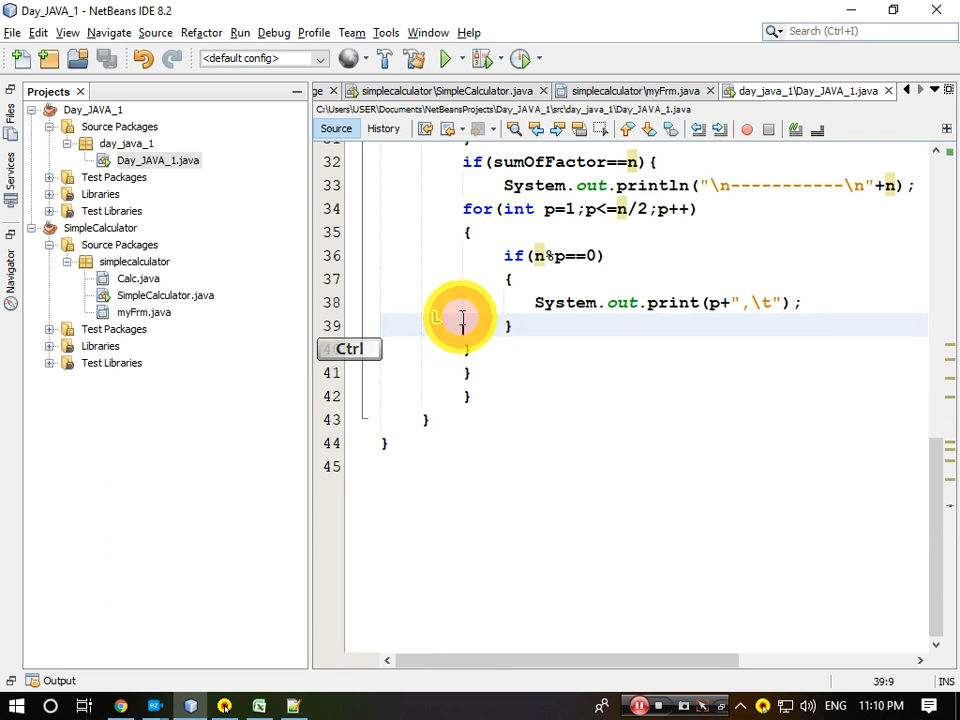 Day_JAVA_1 - NetBeans IDE 8.2
File Edit View Navigate Source Refactor Run Debug Profile Team Tools Window Help
Search (Ctrl+I)
<default config>
Projects
ge
simplecalculator\SimpleCalculator.java
simplecalculator\myFrm.java
day_java_1\Day_JAVA_1.java
C:\Users\USER\Documents\NetBeansProjects\Day_JAVA_1\src\day_java_1\Day_JAVA_1.java
Source History
Files
Services
Navigator
Day_JAVA_1
Source Packages
day_java_1
Day_JAVA_1.java
Test Packages
Libraries
Test Libraries
SimpleCalculator
Source Packages
simplecalculator
Calc.java
SimpleCalculator.java
myFrm.java
Test Packages
Libraries
Test Libraries
32 if(sumOfFactor==n){
33 System.out.println("\n-----------\n"+n);
34 for(int p=1;p<=n/2;p++)
35 {
36 if(n%p==0)
37 {
38 System.out.print(p+",\t");
39 }
L
Ctrl
}
41 }
42 }
43 }
44 }
45
Output
39:9
ez
ENG 11:10 PM